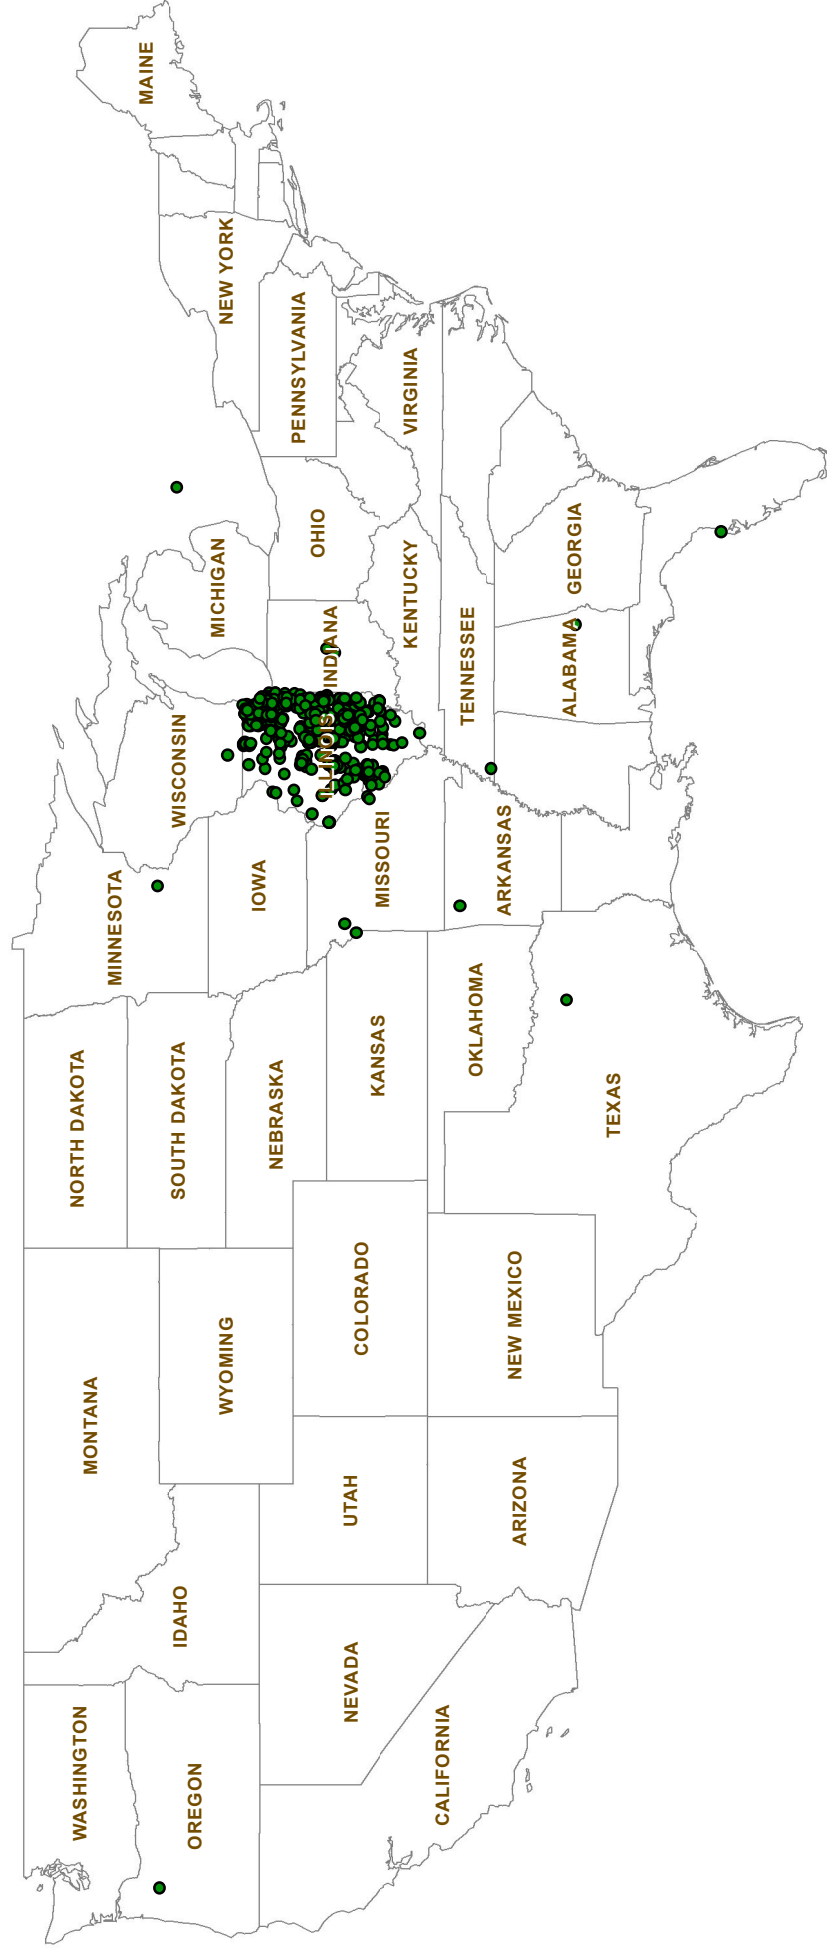 WASHINGTON
OREGON
CALIFORNIA
NEVADA
IDAHO
MONTANA
WYOMING
UTAH
ARIZONA
COLORADO
NEW MEXICO
NORTH DAKOTA
SOUTH DAKOTA
NEBRASKA
KANSAS
OKLAHOMA
TEXAS
MINNESOTA
IOWA
MISSOURI
ARKANSAS
WISCONSIN
ILLINOIS
MICHIGAN
INDIANA
OHIO
KENTUCKY
TENNESSEE
ALABAMA
GEORGIA
VIRGINIA
PENNSYLVANIA
NEW YORK
MAINE